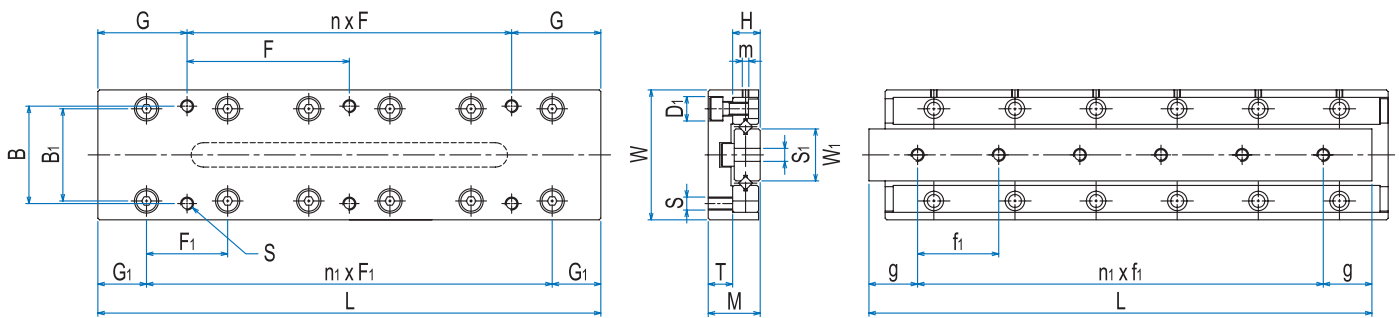 G n x F G
F
B B₁
F₁ S
G₁ n₁ x F₁ G₁
L
H
m
D₁
W S₁ W₁
S
T
M
f₁
g n₁ x f₁ g
L